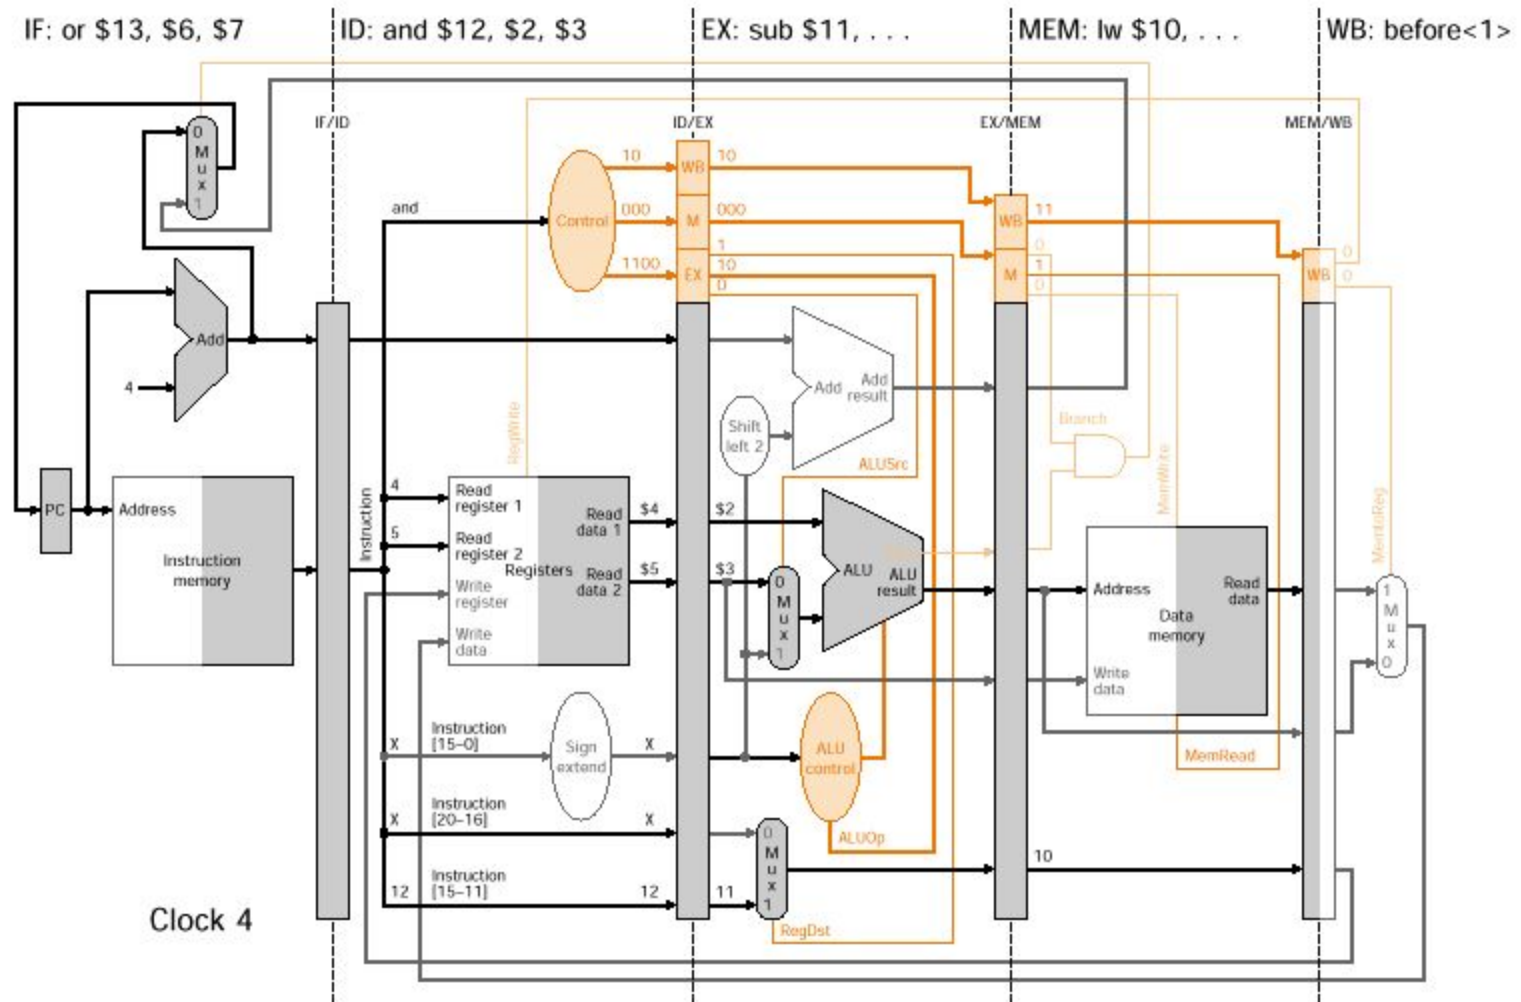 IF: or $13, $6, $7
ID: and $12, $2, $3
EX: sub $11, . . .
MEM: lw $10, . . .
WB: before<1>
IF/ID
ID/EX
EX/MEM
MEM/WB
0
M
u
x
1
and
Control
10
000
1100
WB
M
EX
10
000
1
10
0
WB
M
11
0
1
0
WB
0
0
Add
4
Add
Add
result
Shift
left 2
Branch
RegWrite
ALUSrc
MemWrite
MemtoReg
PC
Address
Instruction
memory
Instruction
4
5
Read
register 1
Read
register 2
Write
register
Write
data
Registers
Read
data 1
Read
data 2
$4
$5
$2
$3
0
M
u
x
1
ALU
ALU
result
Address
Read
data
Data
memory
Write
data
1
M
u
x
0
X
Instruction
[15–0]
Sign
extend
X
ALU
control
MemRead
X
Instruction
[20–16]
X
0
M
u
x
1
ALUOp
10
12
Instruction
[15–11]
12
11
RegDst
Clock 4